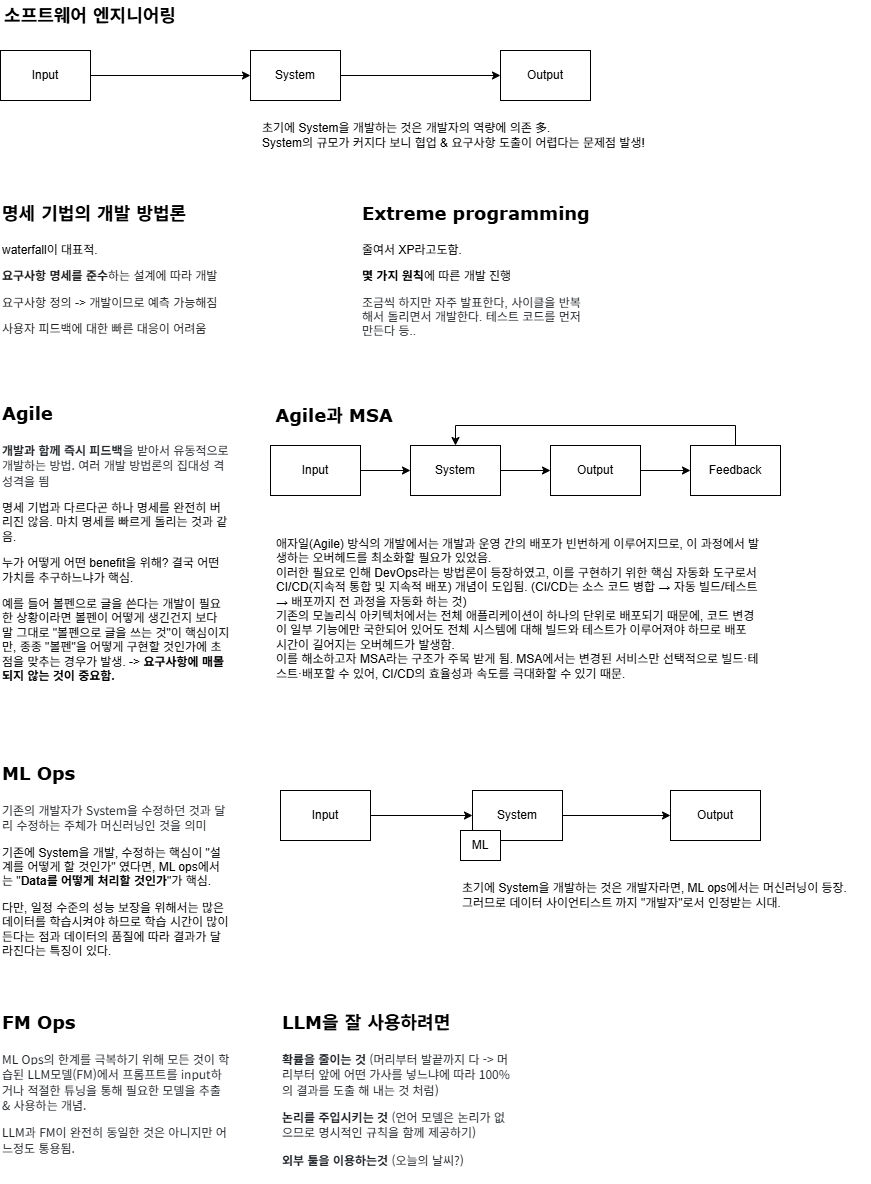 소프트웨어 엔지니어링
Input
System
Output
초기에 System을 개발하는 것은 개발자의 역량에 의존 多.
System의 규모가 커지다 보니 협업 & 요구사항 도출이 어렵다는 문제점 발생!
명세 기법의 개발 방법론
waterfall이 대표적.
요구사항 명세를 준수하는 설계에 따라 개발
요구사항 정의 -> 개발이므로 예측 가능해짐
사용자 피드백에 대한 빠른 대응이 어려움
Extreme programming
줄여서 XP라고도함.
몇 가지 원칙에 따른 개발 진행
조금씩 하지만 자주 발표한다, 사이클을 반복
해서 돌리면서 개발한다. 테스트 코드를 먼저
만든다 등..
Agile
개발과 함께 즉시 피드백을 받아서 유동적으로
개발하는 방법. 여러 개발 방법론의 집대성 격
성격을 띔
명세 기법과 다르다곤 하나 명세를 완전히 버
리진 않음. 마치 명세를 빠르게 돌리는 것과 같
음.
누가 어떻게 어떤 benefit을 위해? 결국 어떤
가치를 추구하느냐가 핵심.
예를 들어 볼펜으로 글을 쓴다는 개발이 필요
한 상황이라면 볼펜이 어떻게 생긴건지 보다
말 그대로 "볼펜으로 글을 쓰는 것"이 핵심이지
만, 종종 "볼펜"을 어떻게 구현할 것인가에 초
점을 맞추는 경우가 발생. -> 요구사항에 매몰
되지 않는 것이 중요함.
Agile과 MSA
Input
System
Output
Feedback
애자일(Agile) 방식의 개발에서는 개발과 운영 간의 배포가 빈번하게 이루어지므로, 이 과정에서 발
생하는 오버헤드를 최소화할 필요가 있었음.
이러한 필요로 인해 DevOps라는 방법론이 등장하였고, 이를 구현하기 위한 핵심 자동화 도구로서
CI/CD(지속적 통합 및 지속적 배포) 개념이 도입됨. (CI/CD는 소스 코드 병합 → 자동 빌드/테스트
→ 배포까지 전 과정을 자동화 하는 것)
기존의 모놀리식 아키텍처에서는 전체 애플리케이션이 하나의 단위로 배포되기 때문에, 코드 변경
이 일부 기능에만 국한되어 있어도 전체 시스템에 대해 빌드와 테스트가 이루어져야 하므로 배포
시간이 길어지는 오버헤드가 발생함.
이를 해소하고자 MSA라는 구조가 주목 받게 됨. MSA에서는 변경된 서비스만 선택적으로 빌드·테
스트·배포할 수 있어, CI/CD의 효율성과 속도를 극대화할 수 있기 때문.
ML Ops
기존의 개발자가 System을 수정하던 것과 달
리 수정하는 주체가 머신러닝인 것을 의미
기존에 System을 개발, 수정하는 핵심이 "설
계를 어떻게 할 것인가" 였다면, ML ops에서
는 "Data를 어떻게 처리할 것인가"가 핵심.
다만, 일정 수준의 성능 보장을 위해서는 많은
데이터를 학습시켜야 하므로 학습 시간이 많이
든다는 점과 데이터의 품질에 따라 결과가 달
라진다는 특징이 있다.
Input
System
ML
Output
초기에 System을 개발하는 것은 개발자라면, ML ops에서는 머신러닝이 등장.
그러므로 데이터 사이언티스트 까지 "개발자"로서 인정받는 시대.
FM Ops
ML Ops의 한계를 극복하기 위해 모든 것이 학
습된 LLM모델(FM)에서 프롬프트를 input하
거나 적절한 튜닝을 통해 필요한 모델을 추출
& 사용하는 개념.
LLM과 FM이 완전히 동일한 것은 아니지만 어
느정도 통용됨.
LLM을 잘 사용하려면
확률을 줄이는 것 (머리부터 발끝까지 다 -> 머
리부터 앞에 어떤 가사를 넣느냐에 따라 100%
의 결과를 도출 해 내는 것 처럼)
논리를 주입시키는 것 (언어 모델은 논리가 없
으므로 명시적인 규칙을 함께 제공하기)
외부 툴을 이용하는것 (오늘의 날씨?)